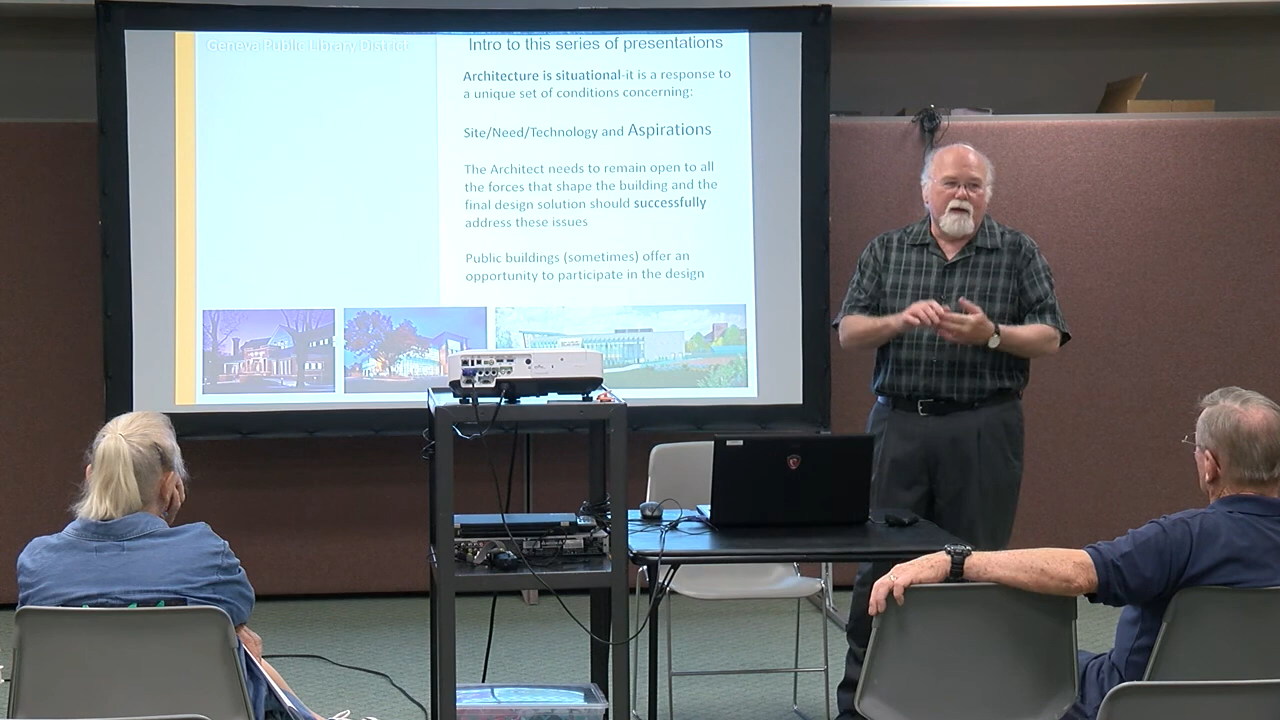 Geneva Public Library District
Intro to this series of presentations
Architecture is situational-it is a response to
a unique set of conditions concerning:
Site/Need/Technology and Aspirations
The Architect needs to remain open to all
the forces that shape the building and the
final design solution should successfully
address these issues
Public buildings (sometimes) offer an
opportunity to participate in the design